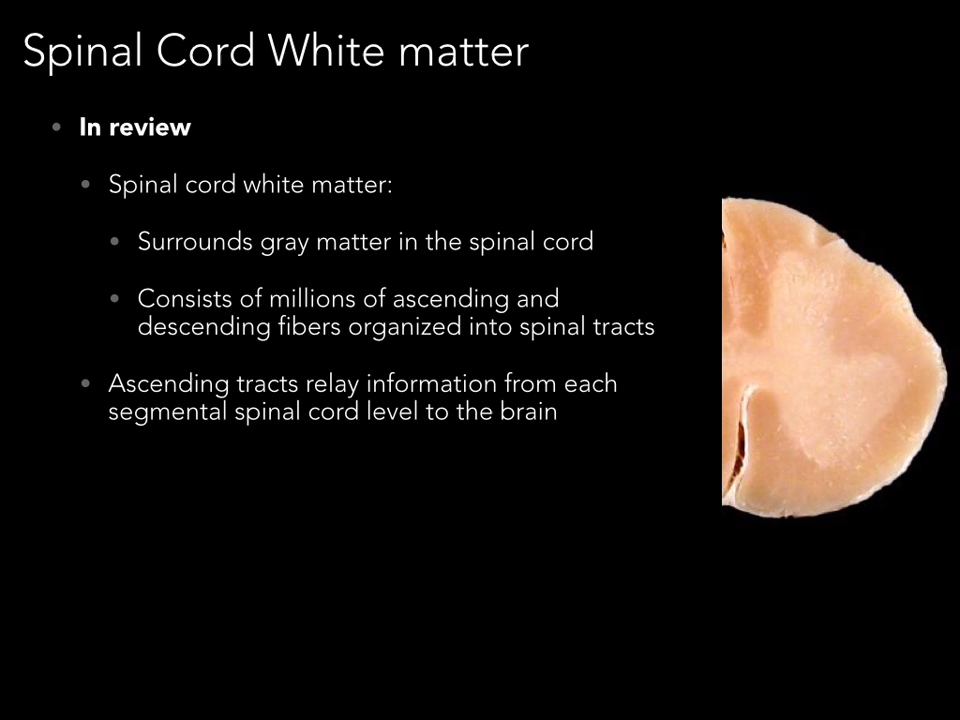 Spinal Cord White matter
• In review
• Spinal cord white matter:
• Surrounds gray matter in the spinal cord
• Consists of millions of ascending and
descending fibers organized into spinal tracts
• Ascending tracts relay information from each
segmental spinal cord level to the brain